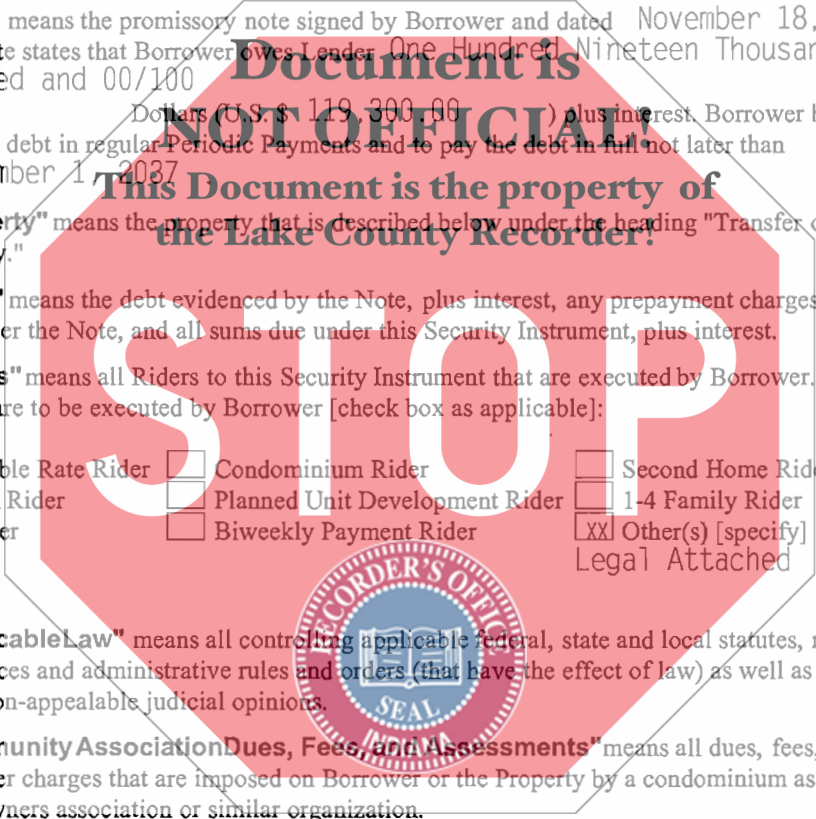 means the promissory note signed by Borrower and dated November 18,
te states that Borrower owes Lender One Hundred Nineteen Thousan
ed and 00/100
Document is
Dollars (U.S. $ 119,300.00 ) plus interest. Borrower h
NOT OFFICIAL!
debt in regular Periodic Payments and to pay the debt in full not later than
mber 1, 2037
This Document is the property of
rty" means the property that is described below under the heading "Transfer o
the Lake County Recorder!
y."
" means the debt evidenced by the Note, plus interest, any prepayment charges
er the Note, and all sums due under this Security Instrument, plus interest.
s" means all Riders to this Security Instrument that are executed by Borrower.
re to be executed by Borrower [check box as applicable]:
STOP
ble Rate Rider Condominium Rider Second Home Ride
Rider Planned Unit Development Rider 1-4 Family Rider
er Biweekly Payment Rider XX Other(s) [specify]
Legal Attached
RECORDER'S OFFICE
cableLaw" means all controlling applicable federal, state and local statutes, r
ces and administrative rules and orders (that have the effect of law) as well as
n-appealable judicial opinions.
SEAL
INDIANA
nunity AssociationDues, Fees, and Assessments" means all dues, fees,
er charges that are imposed on Borrower or the Property by a condominium as
ners association or similar organization.